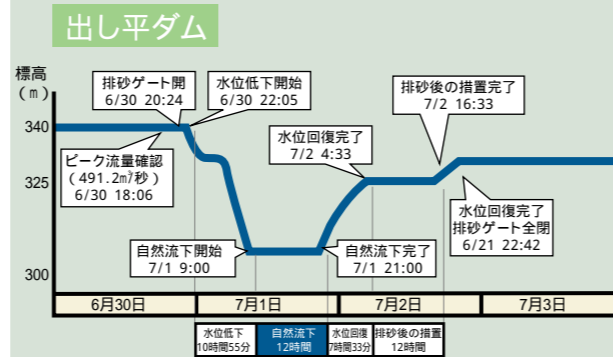 出し平ダム
標高
（ｍ）
340
325
300
排砂ゲート開
6/30 20:24
水位低下開始
6/30 22:05
ピーク流量確認
（491.2㎥/秒）
6/30 18:06
自然流下開始
7/1 9:00
自然流下完了
7/1 21:00
水位回復完了
7/2 4:33
排砂後の措置完了
7/2 16:33
水位回復完了
排砂ゲート全閉
6/21 22:42
6月30日
7月1日
7月2日
7月3日
水位低下
10時間55分
自然流下
12時間
水位回復
7時間33分
排砂後の措置
12時間